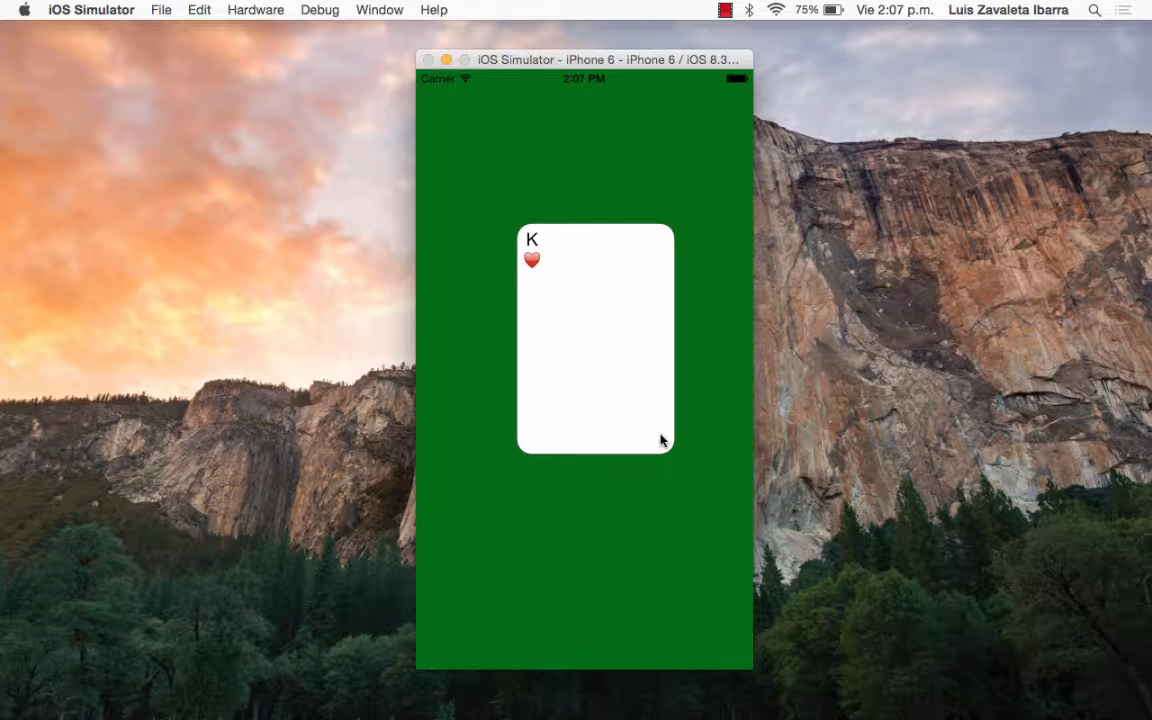 iOS Simulator File Edit Hardware Debug Window Help 75% Vie 2:07 p.m. Luis Zavaleta Ibarra
iOS Simulator - iPhone 6 - iPhone 6 / iOS 8.3...
Carrier 2:07 PM
K